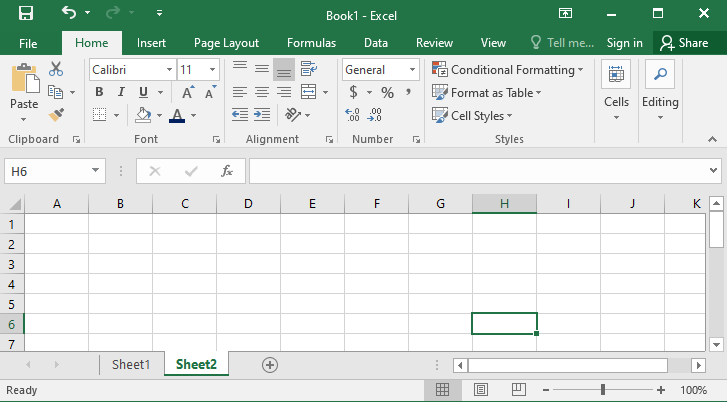 Book1 - Excel
File Home Insert Page Layout Formulas Data Review View Tell me... Sign in Share
Calibri 11 General Conditional Formatting
Paste B I U A A $ % , Format as Table Cells Editing
A .00 .00 Cell Styles
Clipboard Font Alignment Number Styles
H6 fx
A B C D E F G H I J K
1
2
3
4
5
6
7
Sheet1 Sheet2
Ready 100%